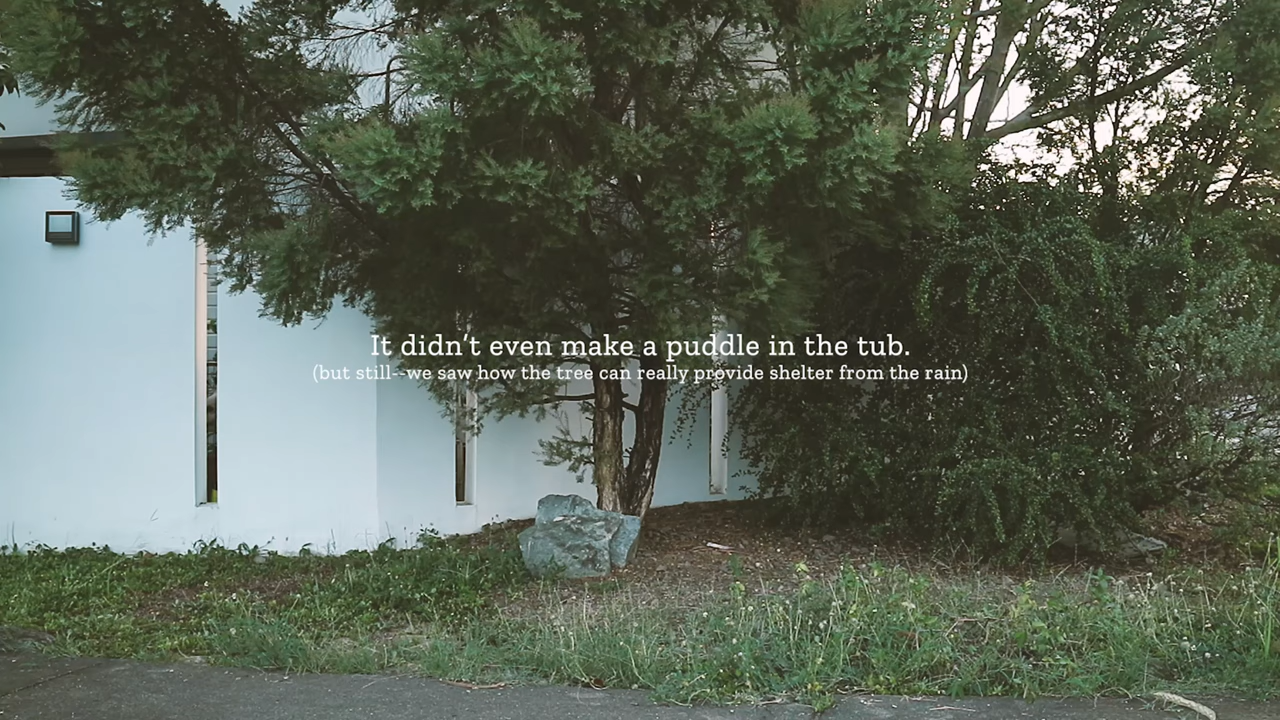 It didn't even make a puddle in the tub.
(but still--we saw how the tree can really provide shelter from the rain)